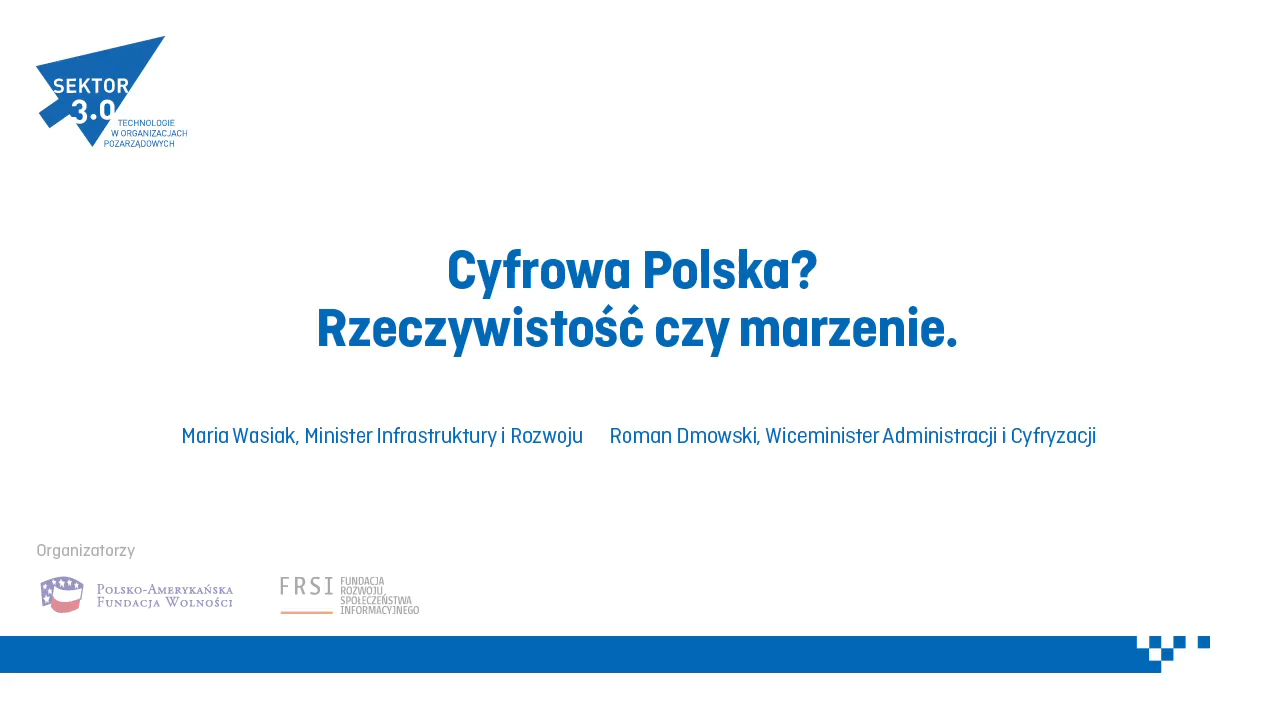 SEKTOR
3.0
TECHNOLOGIE
W ORGANIZACJACH
POZARZĄDOWYCH
Cyfrowa Polska?
Rzeczywistość czy marzenie.
Maria Wasiak, Minister Infrastruktury i Rozwoju Roman Dmowski, Wiceminister Administracji i Cyfryzacji
Organizatorzy
POLSKO-AMERYKAŃSKA
FUNDACJA WOLNOŚCI
FRSI
FUNDACJA
ROZWOJU
SPOŁECZEŃSTWA
INFORMACYJNEGO